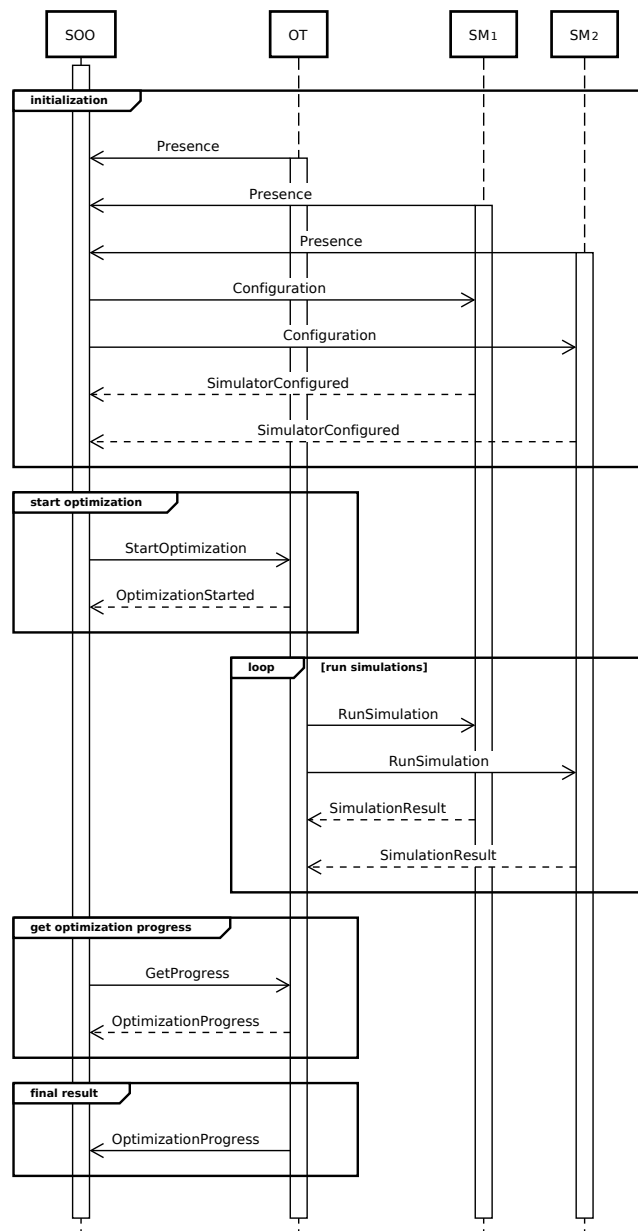 SOO OT SM1 SM2
initialization
Presence
Presence
Presence
Configuration
Configuration
SimulatorConfigured
SimulatorConfigured
start optimization
StartOptimization
OptimizationStarted
loop [run simulations]
RunSimulation
RunSimulation
SimulationResult
SimulationResult
get optimization progress
GetProgress
OptimizationProgress
final result
OptimizationProgress